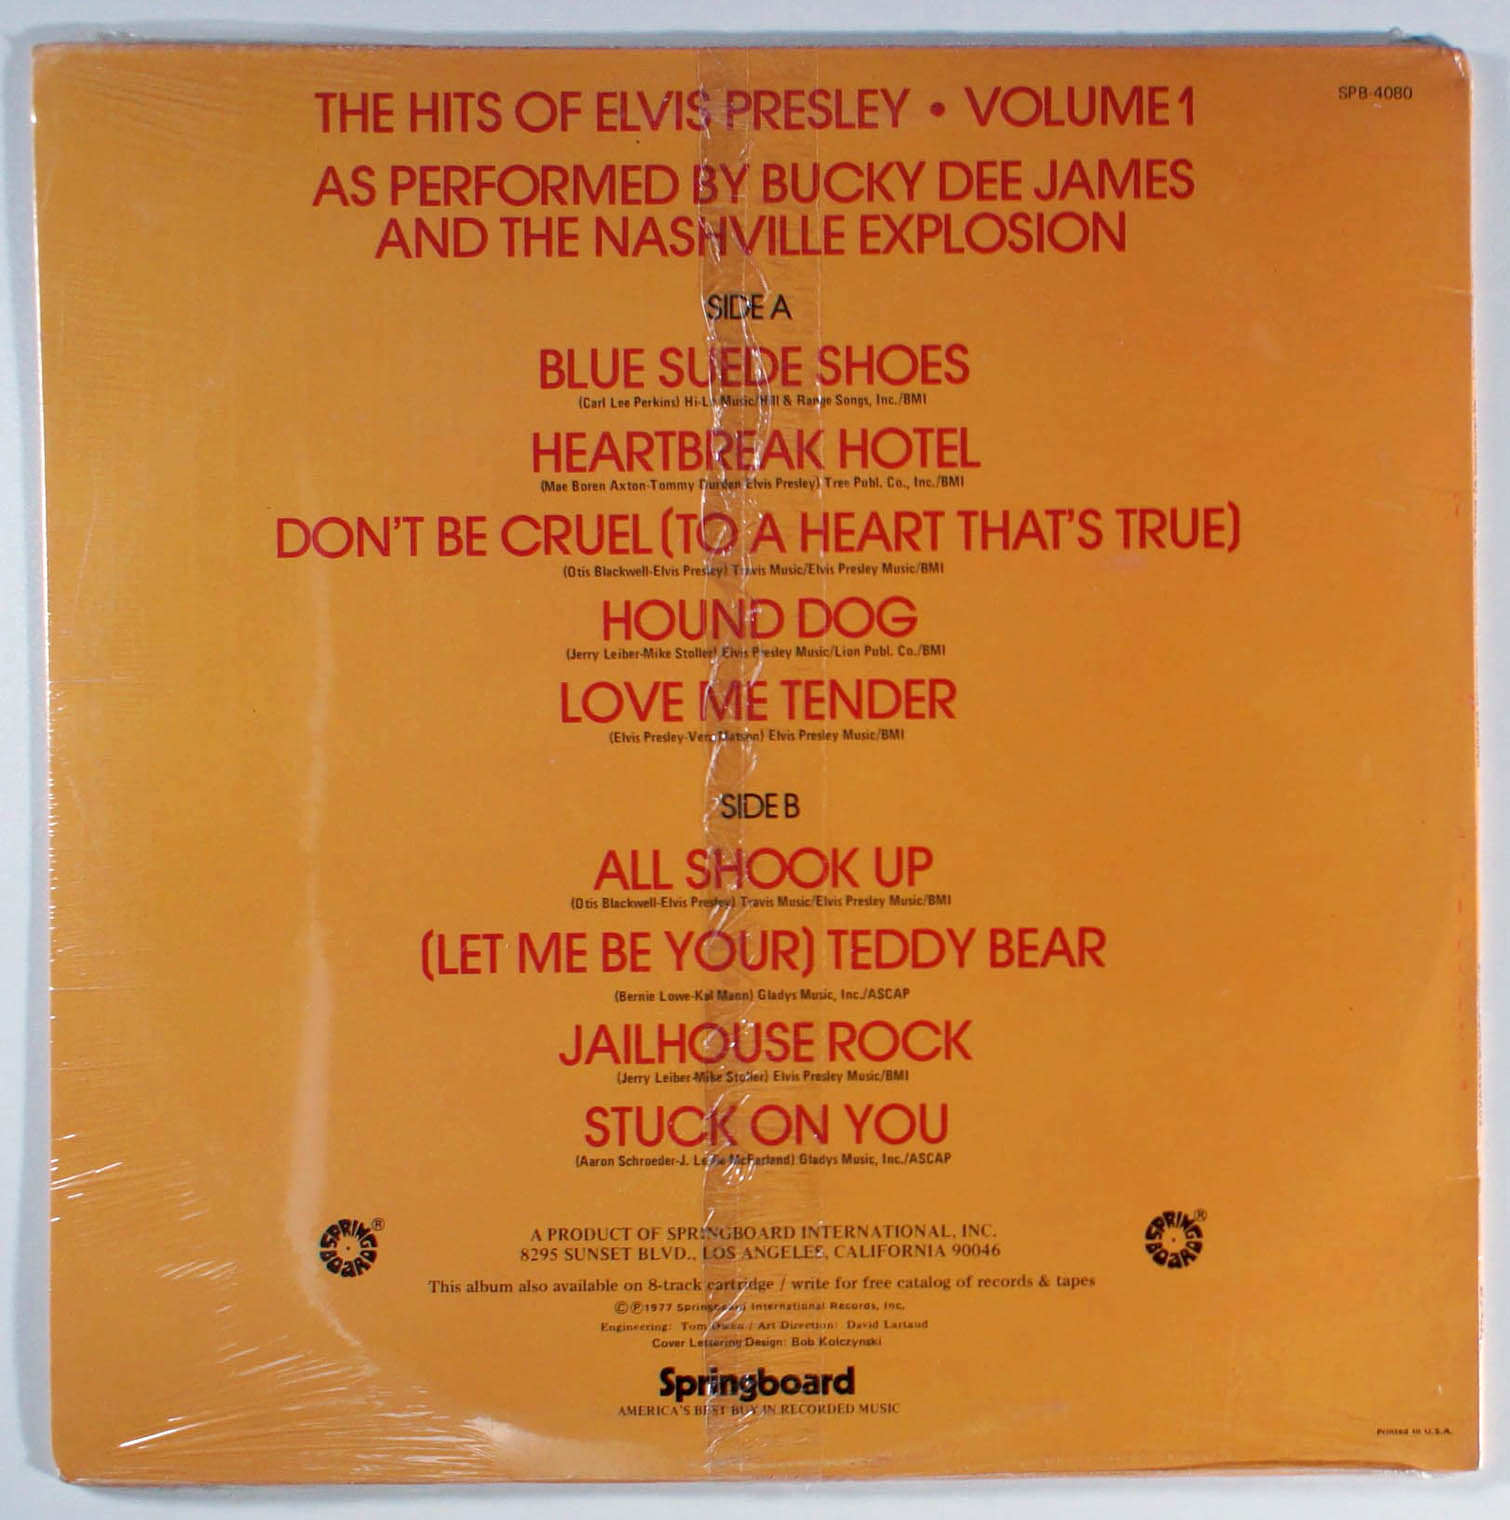 SPB-4080
THE HITS OF ELVIS PRESLEY • VOLUME 1
AS PERFORMED BY BUCKY DEE JAMES
AND THE NASHVILLE EXPLOSION
SIDE A
BLUE SUEDE SHOES
(Carl Lee Perkins) Hi-Lo Music/Hill & Range Songs, Inc./BMI
HEARTBREAK HOTEL
(Mae Boren Axton-Tommy Durden-Elvis Presley) Tree Publ. Co., Inc./BMI
DON'T BE CRUEL (TO A HEART THAT'S TRUE)
(Otis Blackwell-Elvis Presley) Travis Music/Elvis Presley Music/BMI
HOUND DOG
(Jerry Leiber-Mike Stoller) Elvis Presley Music/Lion Publ. Co./BMI
LOVE ME TENDER
(Elvis Presley-Vera Matson) Elvis Presley Music/BMI
SIDE B
ALL SHOOK UP
(Otis Blackwell-Elvis Presley) Travis Music/Elvis Presley Music/BMI
(LET ME BE YOUR) TEDDY BEAR
(Bernie Lowe-Kal Mann) Gladys Music, Inc./ASCAP
JAILHOUSE ROCK
(Jerry Leiber-Mike Stoller) Elvis Presley Music/BMI
STUCK ON YOU
(Aaron Schroeder-J. Leslie McFarland) Gladys Music, Inc./ASCAP
SPRING BOARD ®
SPRING BOARD ®
A PRODUCT OF SPRINGBOARD INTERNATIONAL, INC.
8295 SUNSET BLVD., LOS ANGELES, CALIFORNIA 90046
This album also available on 8-track cartridge / write for free catalog of records & tapes
© ℗ 1977 Springboard International Records, Inc.
Engineering: Tom Owen / Art Direction: David Lartaud
Cover Lettering Design: Bob Kolczynski
Springboard
AMERICA'S BEST BUY IN RECORDED MUSIC
Printed in U.S.A.